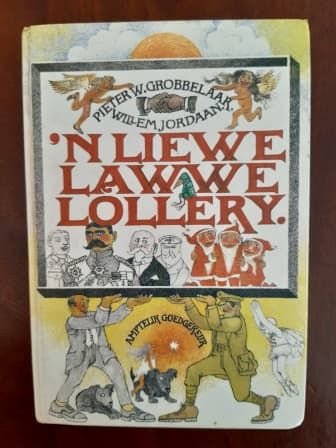 PIETER W. GROBBELAAR.
WILLEM JORDAAN.
'N LIEWE
LAWWE
LOLLERY.
AMPTELIK GOEDGEKEUR